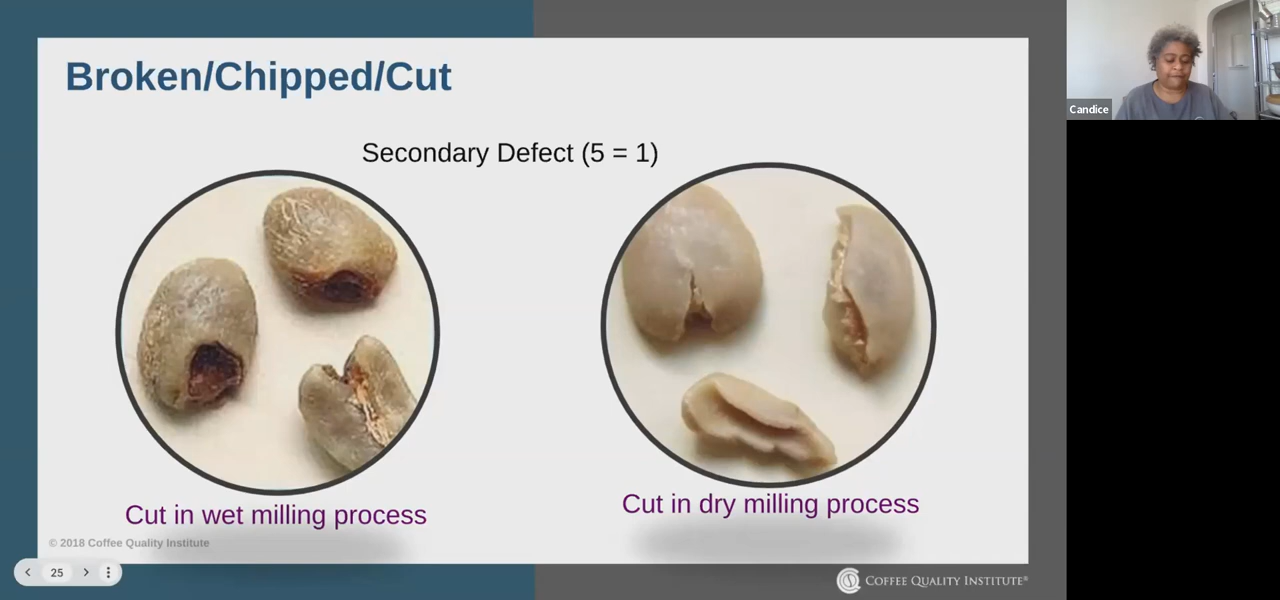 Broken/Chipped/Cut
Secondary Defect (5 = 1)
Cut in wet milling process
Cut in dry milling process
© 2018 Coffee Quality Institute
25
COFFEE QUALITY INSTITUTE®
Candice